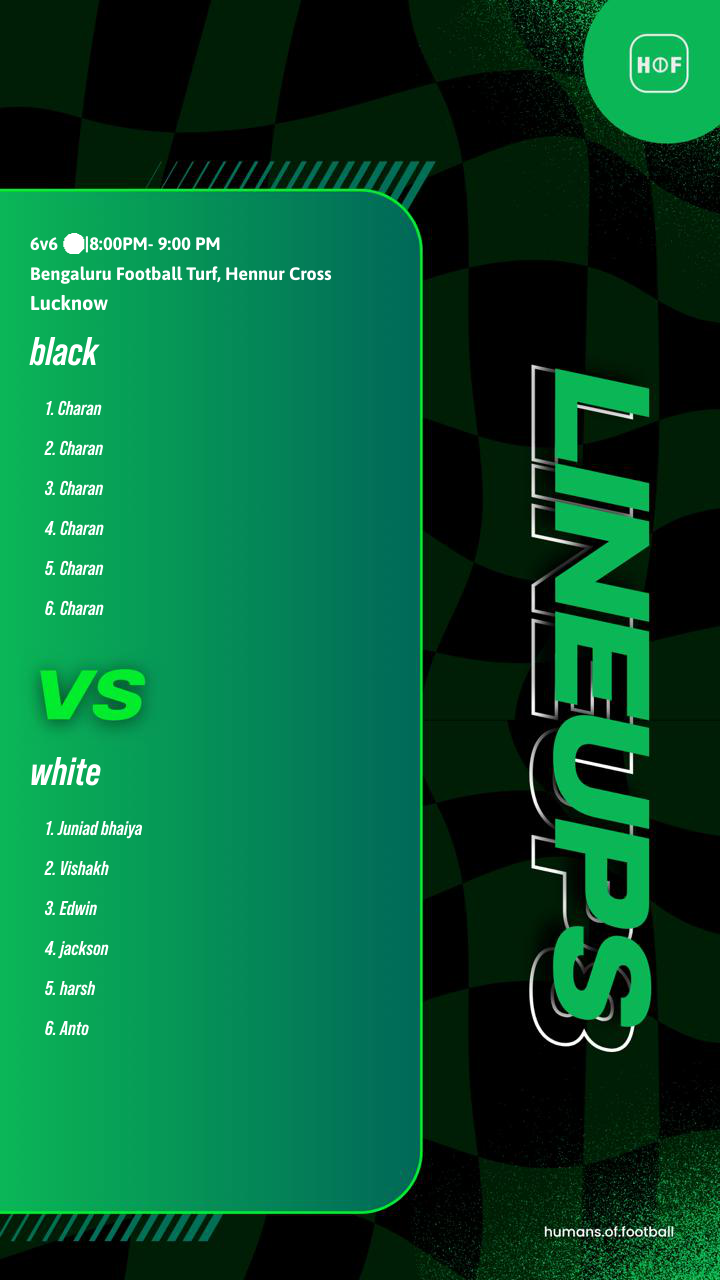 HOF
6v6 |8:00PM- 9:00 PM
Bengaluru Football Turf, Hennur Cross
Lucknow
black
1. Charan
2. Charan
3. Charan
4. Charan
5. Charan
6. Charan
VS
white
1. Juniad bhaiya
2. Vishakh
3. Edwin
4. jackson
5. harsh
6. Anto
LINEUPS
humans.of.football